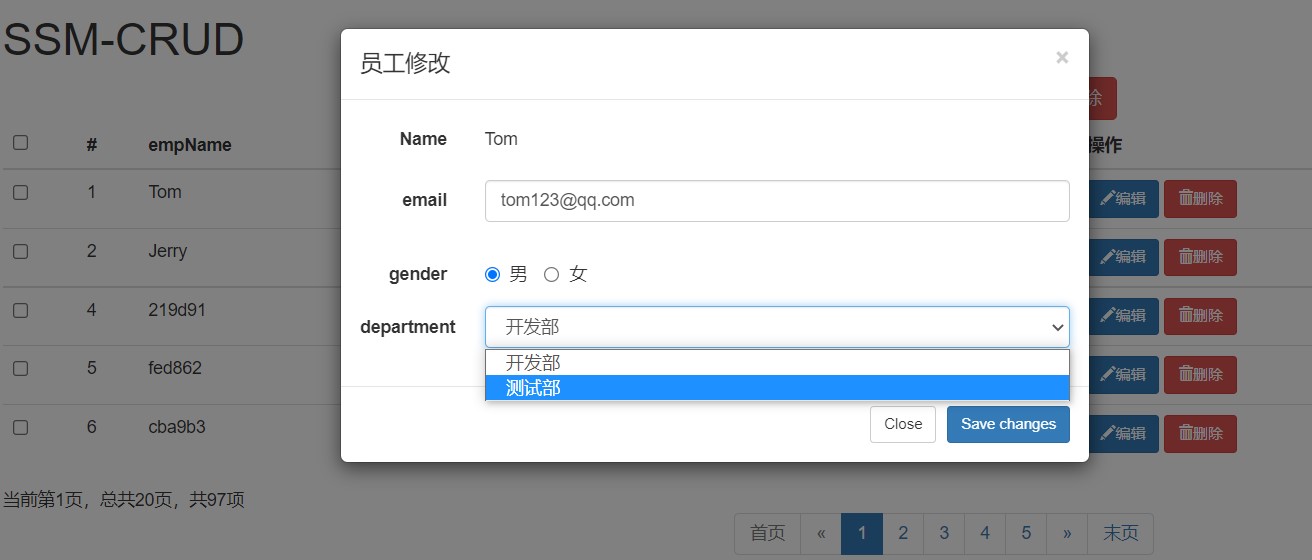 SSM-CRUD
员工修改 ×
除
# empName 操作
Name Tom
1 Tom 编辑 删除
email tom123@qq.com
2 Jerry 编辑 删除
gender 男 女
4 219d91 编辑 删除
department 开发部
开发部
5 fed862 编辑 删除
测试部
6 cba9b3 编辑 删除
Close Save changes
当前第1页，总共20页，共97项
首页 « 1 2 3 4 5 » 末页